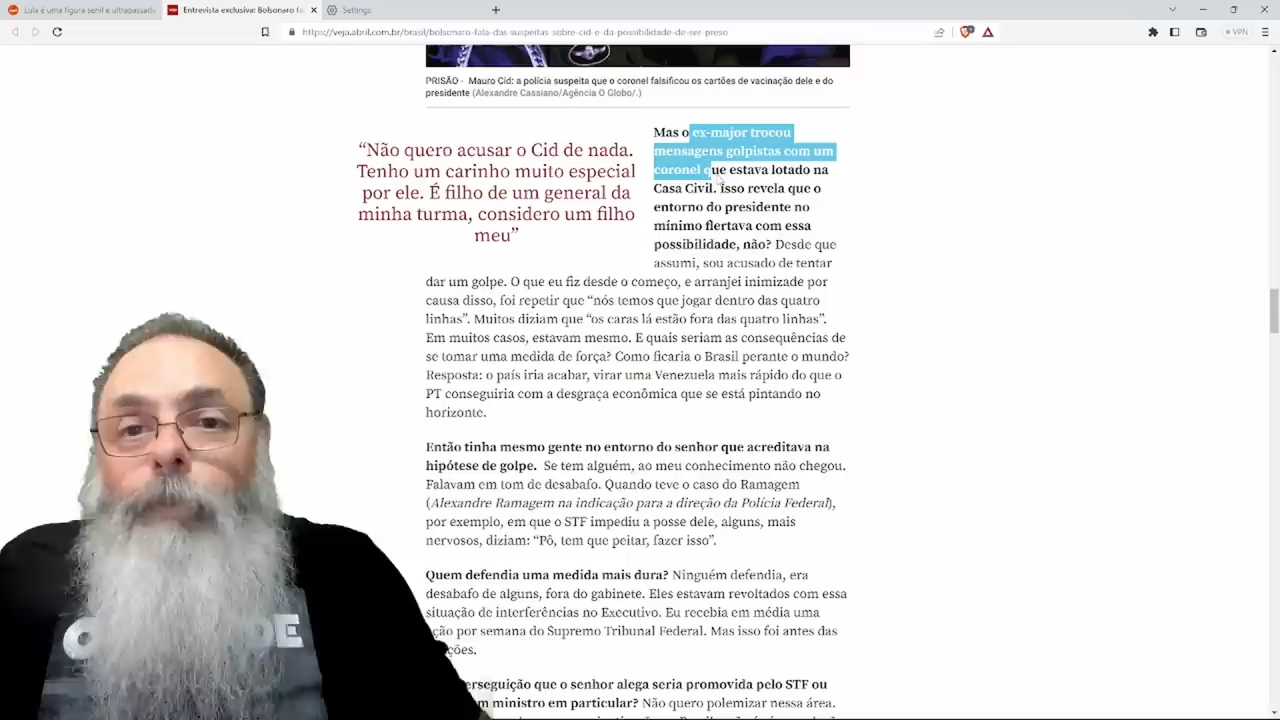 Lula é uma figura senil e ultrapassada
Entrevista exclusiva: Bolsonaro fa
Settings
https://veja.abril.com.br/brasil/bolsonaro-fala-das-suspeitas-sobre-cid-e-da-possibilidade-de-ser-preso
VPN
PRISÃO - Mauro Cid: a polícia suspeita que o coronel falsificou os cartões de vacinação dele e do
presidente (Alexandre Cassiano/Agência O Globo/.)
“Não quero acusar o Cid de nada.
Tenho um carinho muito especial
por ele. É filho de um general da
minha turma, considero um filho
meu”
Mas o ex-major trocou
mensagens golpistas com um
coronel que estava lotado na
Casa Civil. Isso revela que o
entorno do presidente no
mínimo flertava com essa
possibilidade, não? Desde que
assumi, sou acusado de tentar
dar um golpe. O que eu fiz desde o começo, e arranjei inimizade por
causa disso, foi repetir que “nós temos que jogar dentro das quatro
linhas”. Muitos diziam que “os caras lá estão fora das quatro linhas”.
Em muitos casos, estavam mesmo. E quais seriam as consequências de
se tomar uma medida de força? Como ficaria o Brasil perante o mundo?
Resposta: o país iria acabar, virar uma Venezuela mais rápido do que o
PT conseguiria com a desgraça econômica que se está pintando no
horizonte.
Então tinha mesmo gente no entorno do senhor que acreditava na
hipótese de golpe. Se tem alguém, ao meu conhecimento não chegou.
Falavam em tom de desabafo. Quando teve o caso do Ramagem
(Alexandre Ramagem na indicação para a direção da Polícia Federal),
por exemplo, em que o STF impediu a posse dele, alguns, mais
nervosos, diziam: “Pô, tem que peitar, fazer isso”.
Quem defendia uma medida mais dura? Ninguém defendia, era
desabafo de alguns, fora do gabinete. Eles estavam revoltados com essa
situação de interferências no Executivo. Eu recebia em média uma
ção por semana do Supremo Tribunal Federal. Mas isso foi antes das
ções.
erseguição que o senhor alega seria promovida pelo STF ou
m ministro em particular? Não quero polemizar nessa área.